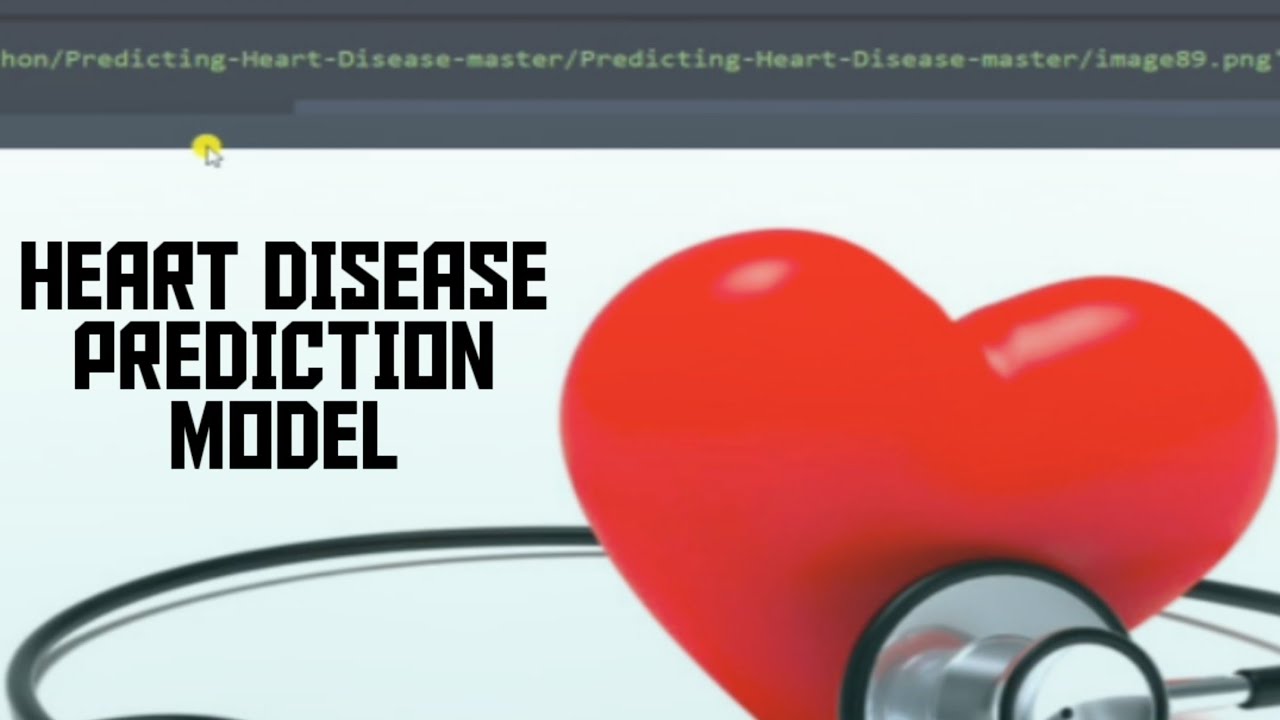 hon/Predicting-Heart-Disease-master/Predicting-Heart-Disease-master/image89.png
HEART DISEASE
PREDICTION
MODEL